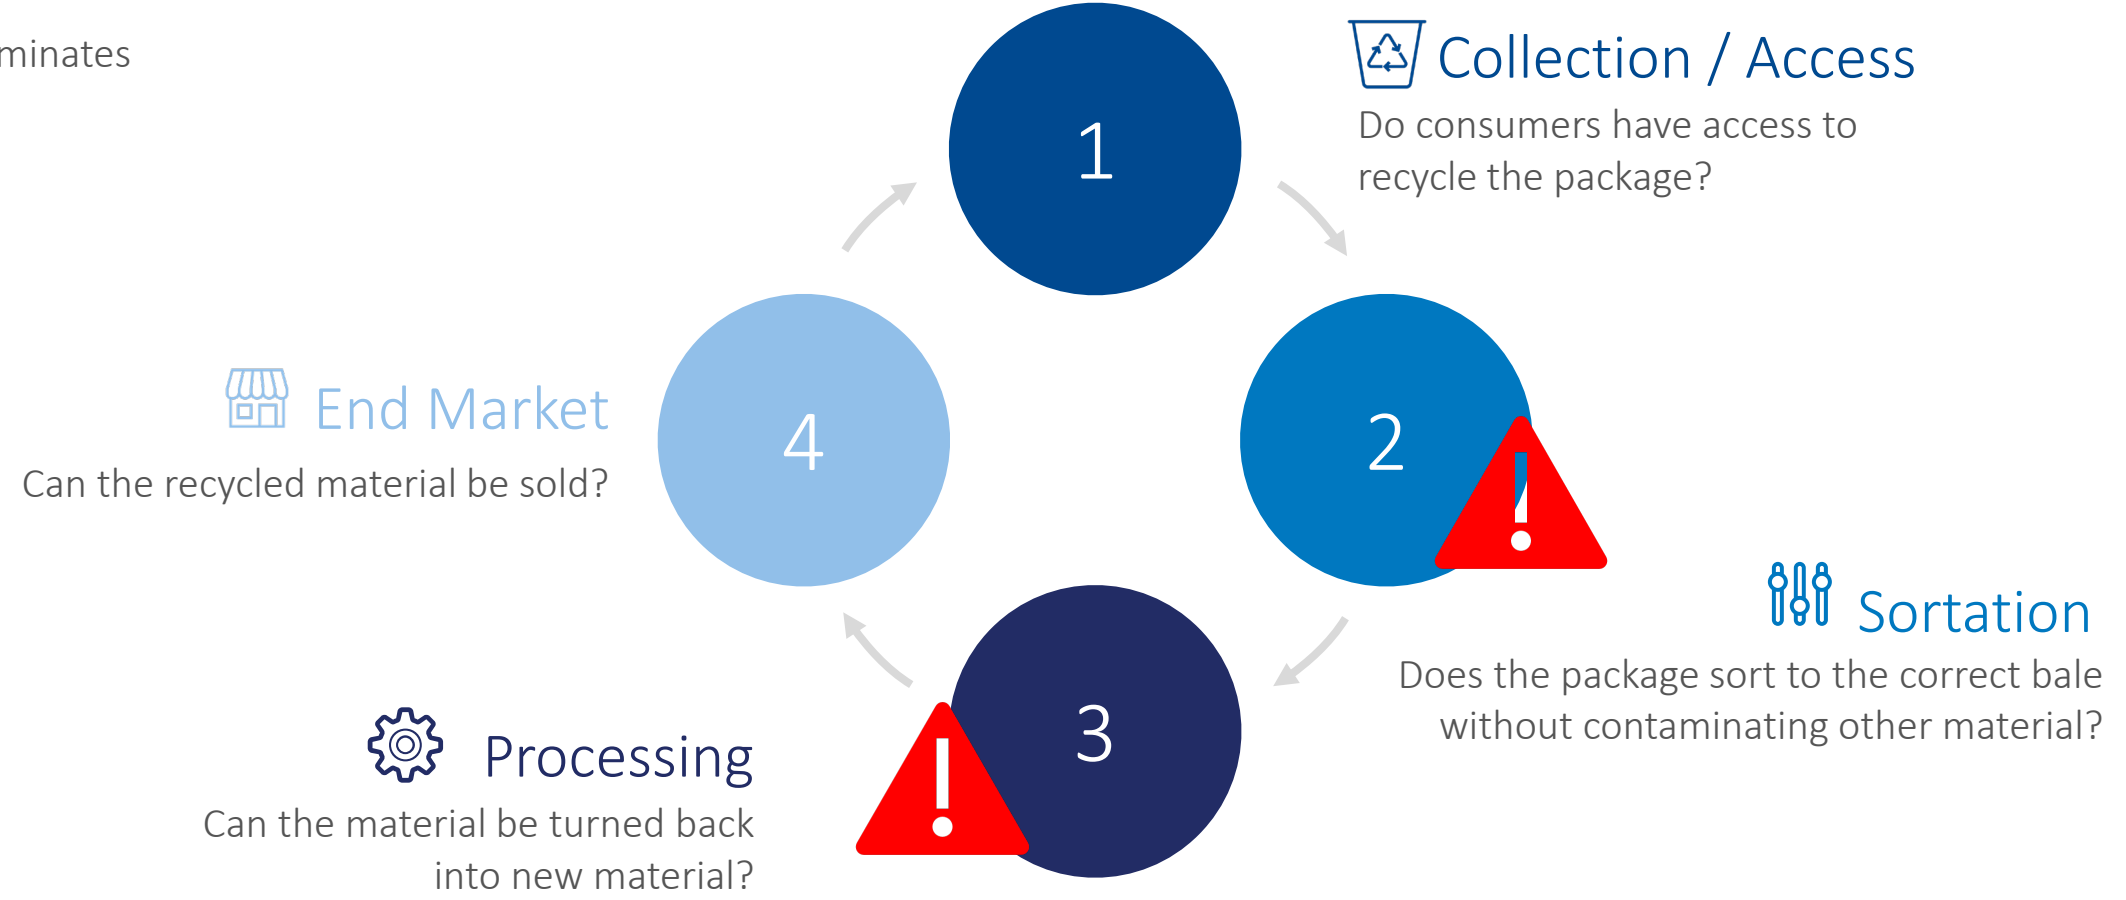 minates
1
Collection / Access
Do consumers have access to
recycle the package?
2
Sortation
Does the package sort to the correct bale
without contaminating other material?
3
Processing
Can the material be turned back
into new material?
4
End Market
Can the recycled material be sold?